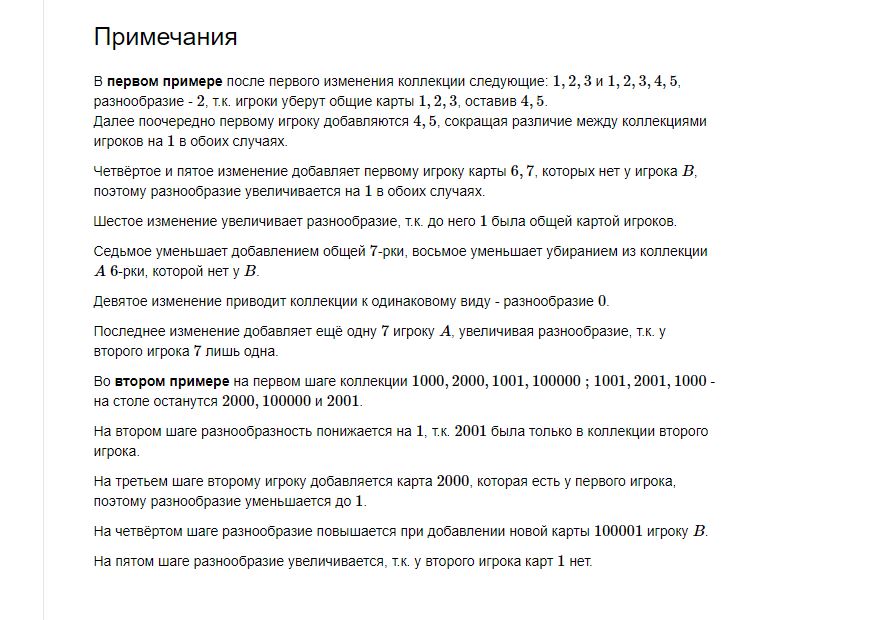 Примечания
В первом примере после первого изменения коллекции следующие: 1, 2, 3 и 1, 2, 3, 4, 5,
разнообразие - 2, т.к. игроки уберут общие карты 1, 2, 3, оставив 4, 5.
Далее поочередно первому игроку добавляются 4, 5, сокращая различие между коллекциями
игроков на 1 в обоих случаях.
Четвёртое и пятое изменение добавляет первому игроку карты 6, 7, которых нет у игрока B,
поэтому разнообразие увеличивается на 1 в обоих случаях.
Шестое изменение увеличивает разнообразие, т.к. до него 1 была общей картой игроков.
Седьмое уменьшает добавлением общей 7-рки, восьмое уменьшает убиранием из коллекции
A 6-рки, которой нет у B.
Девятое изменение приводит коллекции к одинаковому виду - разнообразие 0.
Последнее изменение добавляет ещё одну 7 игроку A, увеличивая разнообразие, т.к. у
второго игрока 7 лишь одна.
Во втором примере на первом шаге коллекции 1000, 2000, 1001, 100000 ; 1001, 2001, 1000 -
на столе останутся 2000, 100000 и 2001.
На втором шаге разнообразность понижается на 1, т.к. 2001 была только в коллекции второго
игрока.
На третьем шаге второму игроку добавляется карта 2000, которая есть у первого игрока,
поэтому разнообразие уменьшается до 1.
На четвёртом шаге разнообразие повышается при добавлении новой карты 100001 игроку B.
На пятом шаге разнообразие увеличивается, т.к. у второго игрока карт 1 нет.